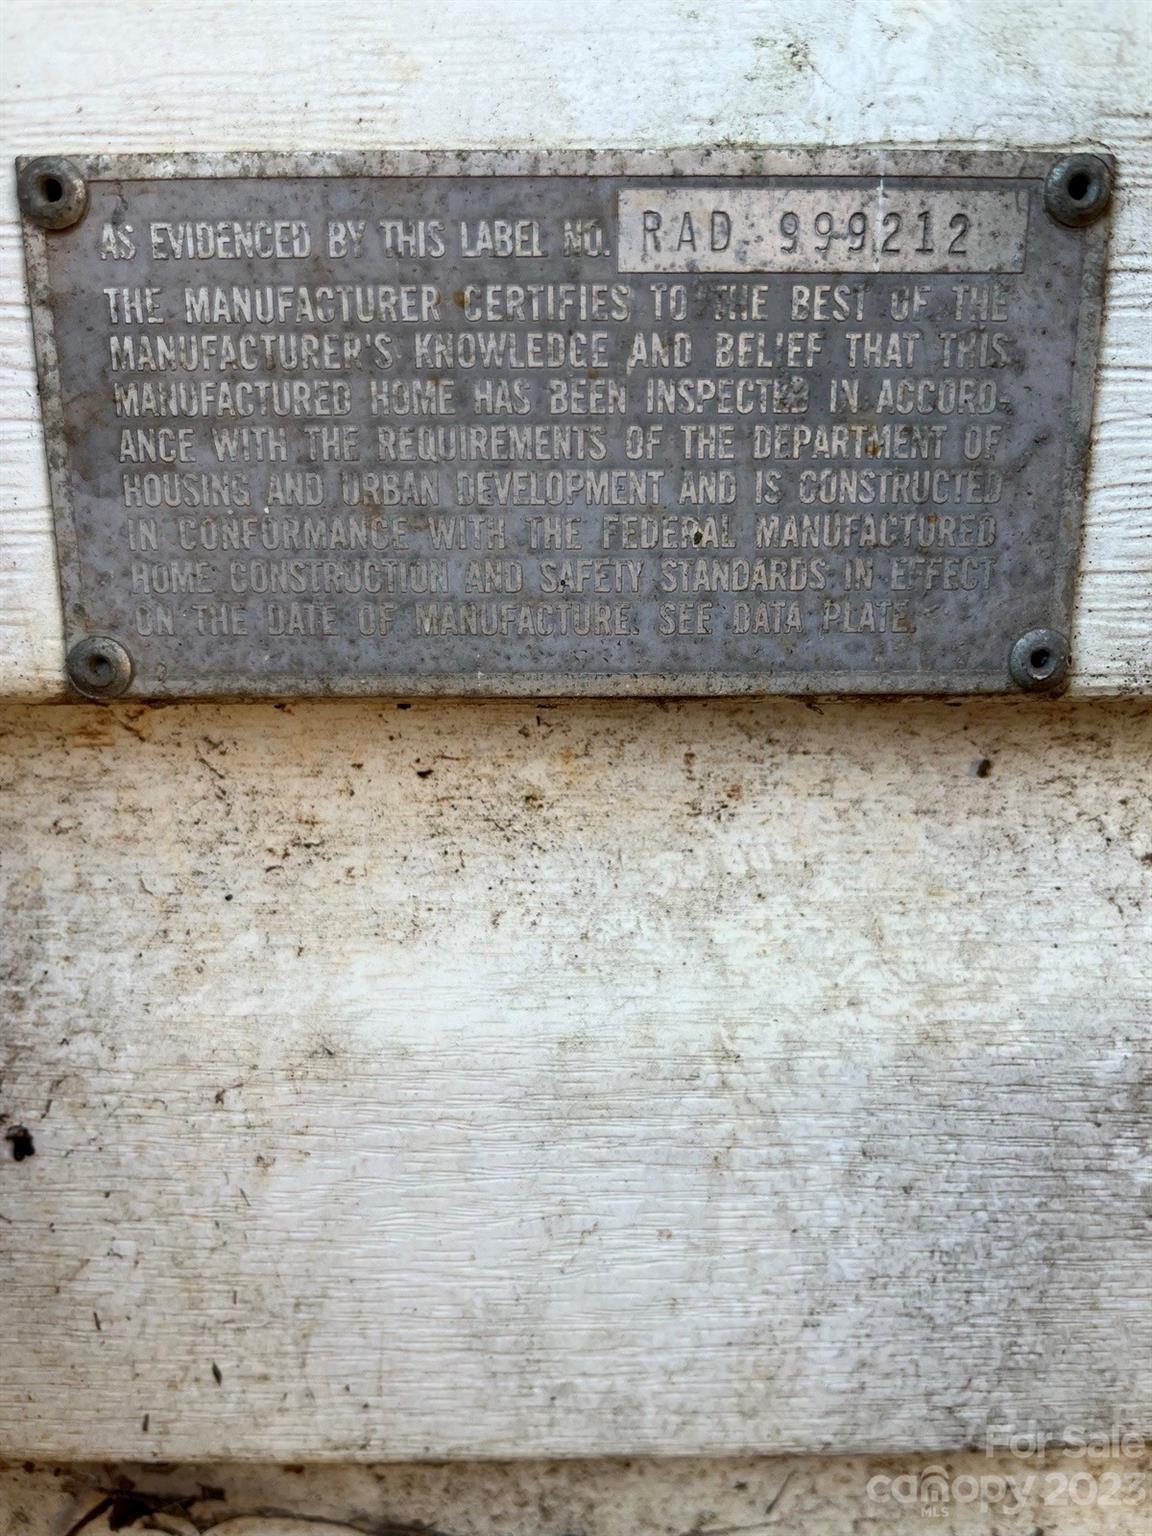 AS EVIDENCED BY THIS LABEL NO. RAD 999212
THE MANUFACTURER CERTIFIES TO THE BEST OF THE
MANUFACTURER'S KNOWLEDGE AND BELIEF THAT THIS
MANUFACTURED HOME HAS BEEN INSPECTED IN ACCORD-
ANCE WITH THE REQUIREMENTS OF THE DEPARTMENT OF
HOUSING AND URBAN DEVELOPMENT AND IS CONSTRUCTED
IN CONFORMANCE WITH THE FEDERAL MANUFACTURED
HOME CONSTRUCTION AND SAFETY STANDARDS IN EFFECT
ON THE DATE OF MANUFACTURE. SEE DATA PLATE.
For Sale
canopy 2023
MLS